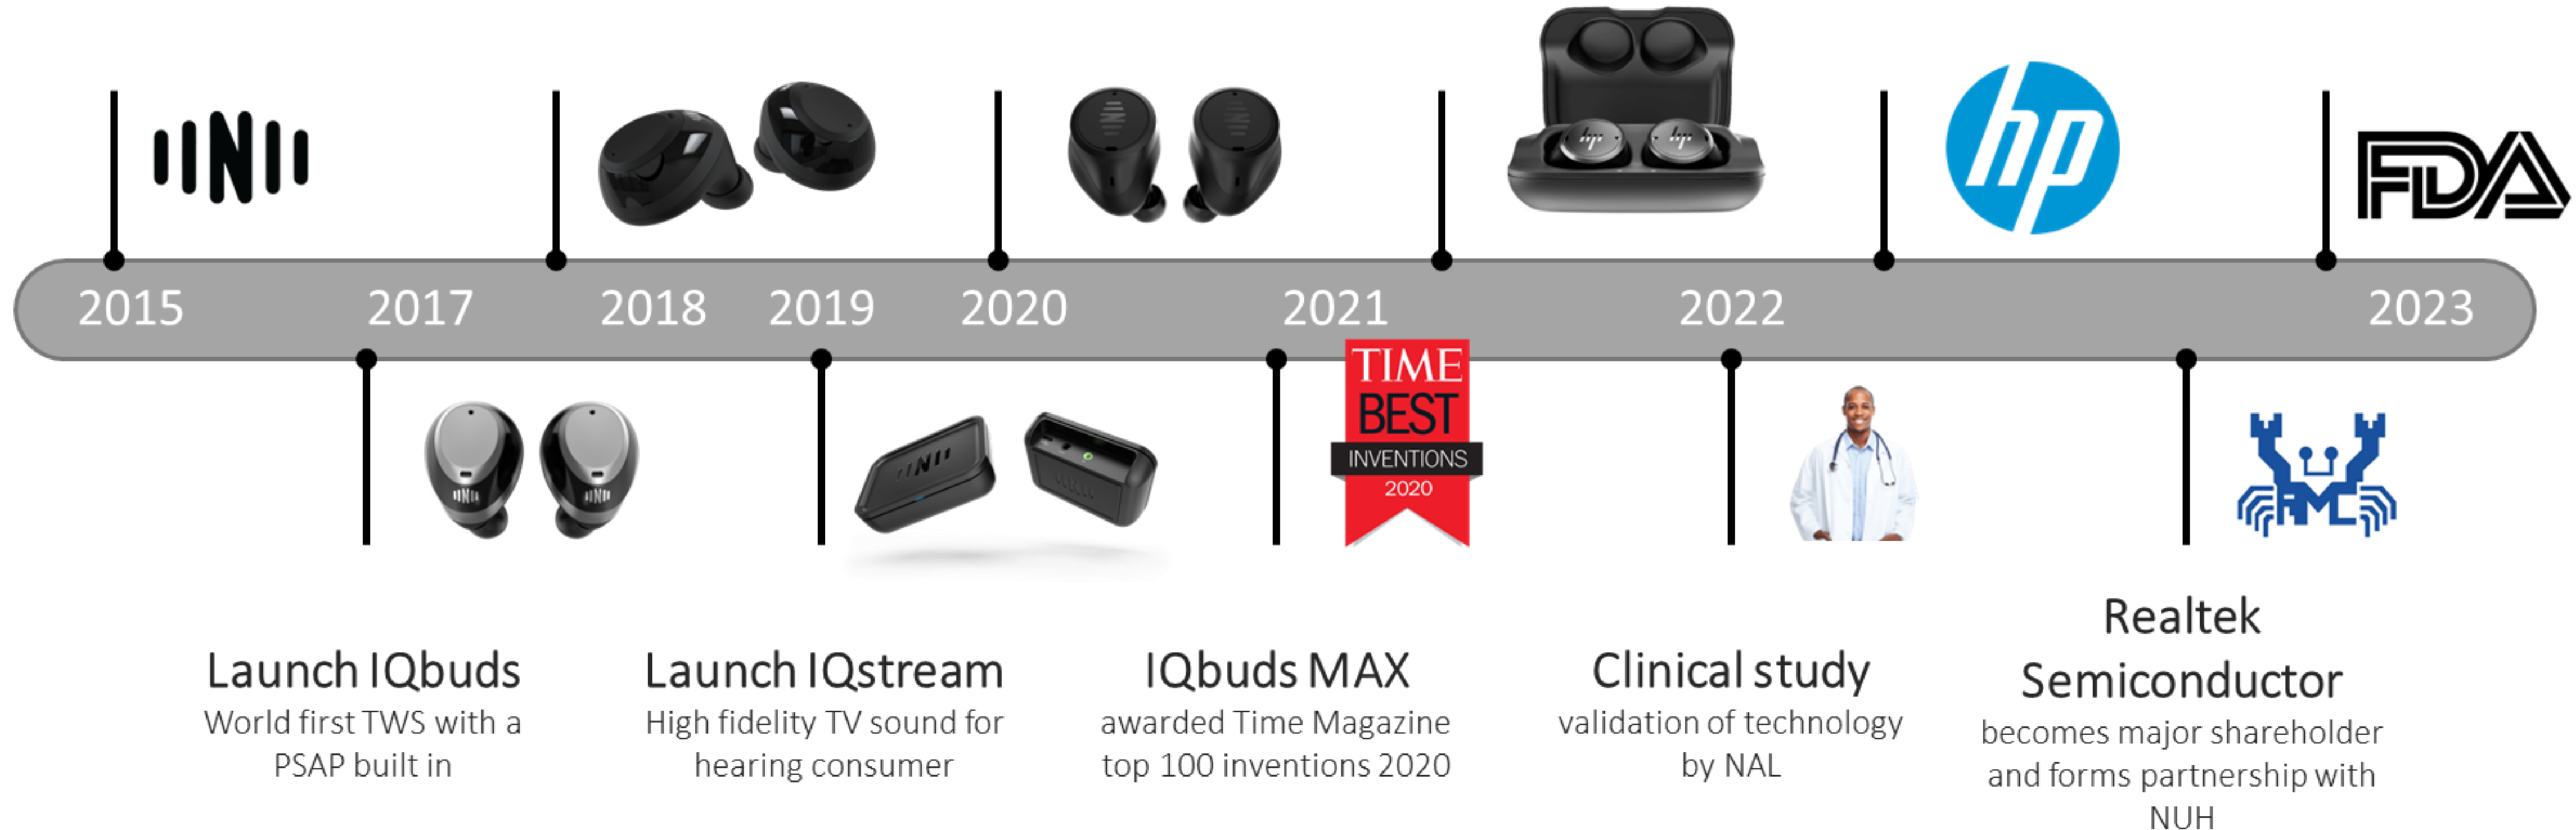 hp
hp
hp
FDA
2015
2017
2018
2019
2020
2021
2022
2023
TIME
BEST
INVENTIONS
2020
Launch IQbuds
World first TWS with a
PSAP built in
Launch IQstream
High fidelity TV sound for
hearing consumer
IQbuds MAX
awarded Time Magazine
top 100 inventions 2020
Clinical study
validation of technology
by NAL
Realtek
Semiconductor
becomes major shareholder
and forms partnership with
NUH